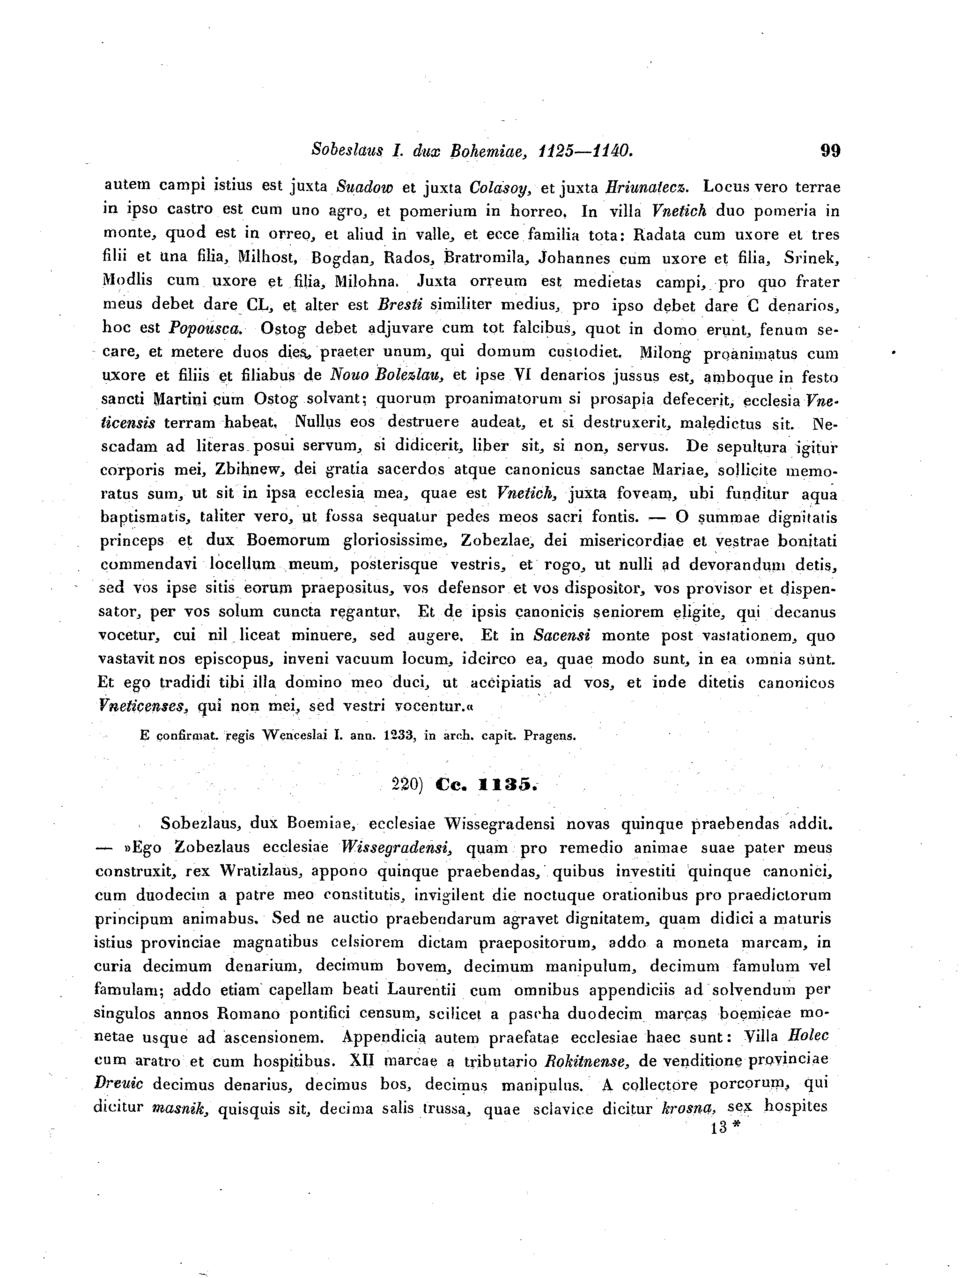 Sobeslaus I. dux Bohemiae, 1125—1140. 99
autem campi istius est juxta Suadow et juxta Colasoy, et juxta Hriunatecz. Locus vero terrae
in ipso castro est cum uno agro, et pomerium in horreo. In villa Vnetich duo pomeria in
monte, quod est in orreo, et aliud in valle, et ecce familia tota: Radata cum uxore et tres
filii et una filia, Milhost, Bogdan, Rados, Bratromila, Johannes cum uxore et filia, Srinek,
Modlis cum uxore et filia, Milohna. Juxta orreum est medietas campi, pro quo frater
meus debet dare CL, et alter est Bresti similiter medius, pro ipso debet dare C denarios,
hoc est Popousca. Ostog debet adjuvare cum tot falcibus, quot in domo erunt, fenum se-
care, et metere duos dies, praeter unum, qui domum custodiet. Milong proanimatus cum
uxore et filiis et filiabus de Nouo Bolezlau, et ipse VI denarios jussus est, amboque in festo
sancti Martini cum Ostog solvant; quorum proanimatorum si prosapia defecerit, ecclesia Vne-
ticensis terram habeat. Nullus eos destruere audeat, et si destruxerit, maledictus sit. Ne-
scadam ad literas posui servum, si didicerit, liber sit, si non, servus. De sepultura igitur
corporis mei, Zbihnew, dei gratia sacerdos atque canonicus sanctae Mariae, sollicite memo-
ratus sum, ut sit in ipsa ecclesia mea, quae est Vnetich, juxta foveam, ubi funditur aqua
baptismatis, taliter vero, ut fossa sequatur pedes meos sacri fontis. — O summae dignitatis
princeps et dux Boemorum gloriosissime, Zobezlae, dei misericordiae et vestrae bonitati
commendavi locellum meum, posterisque vestris, et rogo, ut nulli ad devorandum detis,
sed vos ipse sitis eorum praepositus, vos defensor et vos dispositor, vos provisor et dispen-
sator, per vos solum cuncta regantur. Et de ipsis canonicis seniorem eligite, qui decanus
vocetur, cui nil liceat minuere, sed augere. Et in Sacensi monte post vastationem, quo
vastavit nos episcopus, inveni vacuum locum, idcirco ea, quae modo sunt, in ea omnia sunt.
Et ego tradidi tibi illa domino meo duci, ut accipiatis ad vos, et inde ditetis canonicos
Vneticenses, qui non mei, sed vestri vocentur.«
E confirmat. regis Wenceslai I. ann. 1233, in arch. capit. Pragens.
220) Cc. 1135.
Sobezlaus, dux Boemiae, ecclesiae Wissegradensi novas quinque praebendas addit.
— »Ego Zobezlaus ecclesiae Wissegradensi, quam pro remedio animae suae pater meus
construxit, rex Wratizlaus, appono quinque praebendas, quibus investiti quinque canonici,
cum duodecim a patre meo constitutis, invigilent die noctuque orationibus pro praedictorum
principum animabus. Sed ne auctio praebendarum agravet dignitatem, quam didici a maturis
istius provinciae magnatibus celsiorem dictam praepositorum, addo a moneta marcam, in
curia decimum denarium, decimum bovem, decimum manipulum, decimum famulum vel
famulam; addo etiam capellam beati Laurentii cum omnibus appendiciis ad solvendum per
singulos annos Romano pontifici censum, scilicet a pascha duodecim marcas boemicae mo-
netae usque ad ascensionem. Appendicia autem praefatae ecclesiae haec sunt: Villa Holec
cum aratro et cum hospitibus. XII marcae a tributario Rokitnense, de venditione provinciae
Dreuic decimus denarius, decimus bos, decimus manipulus. A collectore porcorum, qui
dicitur masnik, quisquis sit, decima salis trussa, quae sclavice dicitur krosna, sex hospites
13*